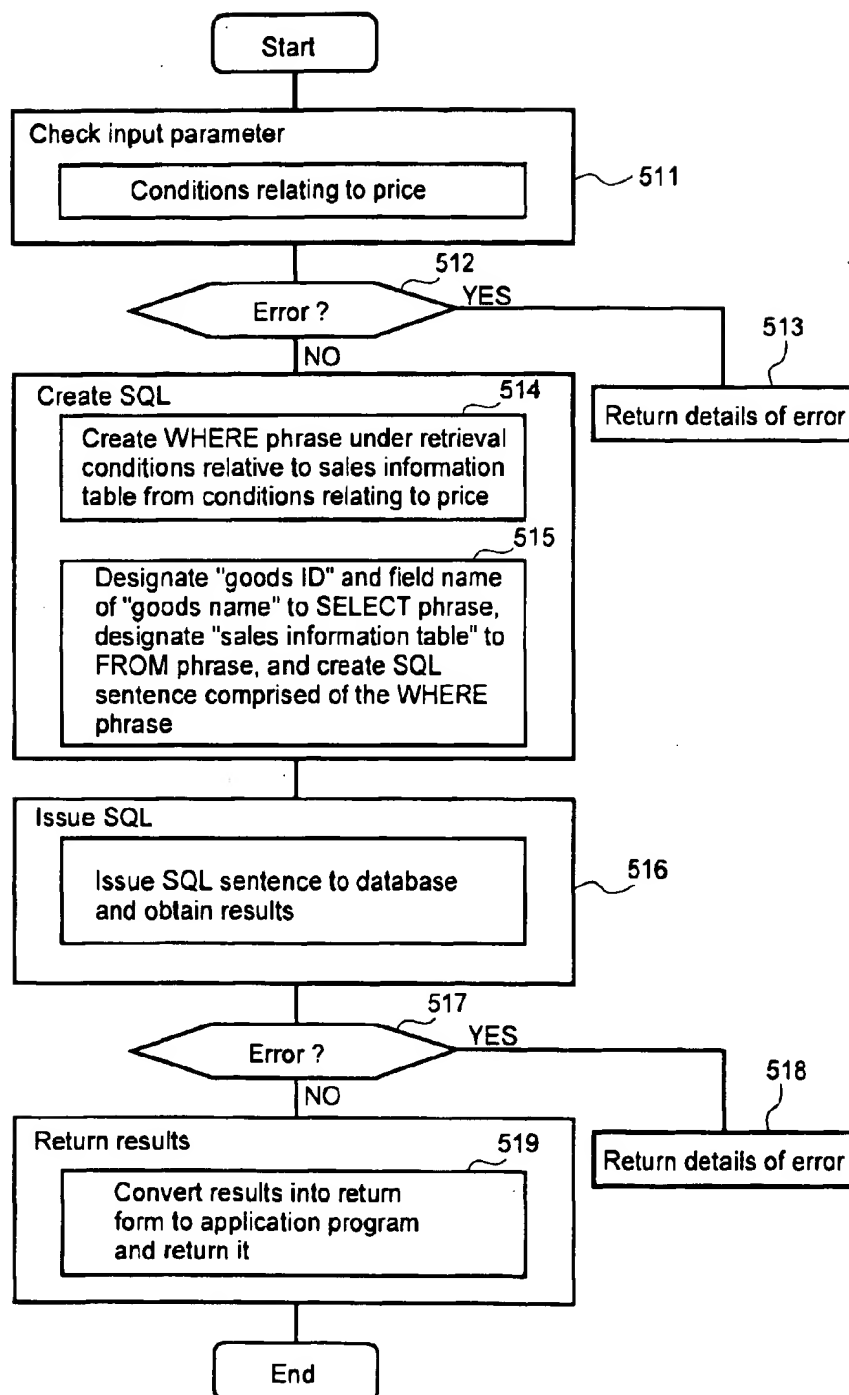 Start
Check input parameter
Conditions relating to price
511
512
Error ?
YES
NO
513
Return details of error
Create SQL
514
Create WHERE phrase under retrieval
conditions relative to sales information
table from conditions relating to price
515
Designate "goods ID" and field name
of "goods name" to SELECT phrase,
designate "sales information table" to
FROM phrase, and create SQL
sentence comprised of the WHERE
phrase
Issue SQL
Issue SQL sentence to database
and obtain results
516
517
Error ?
YES
NO
518
Return details of error
Return results
519
Convert results into return
form to application program
and return it
End